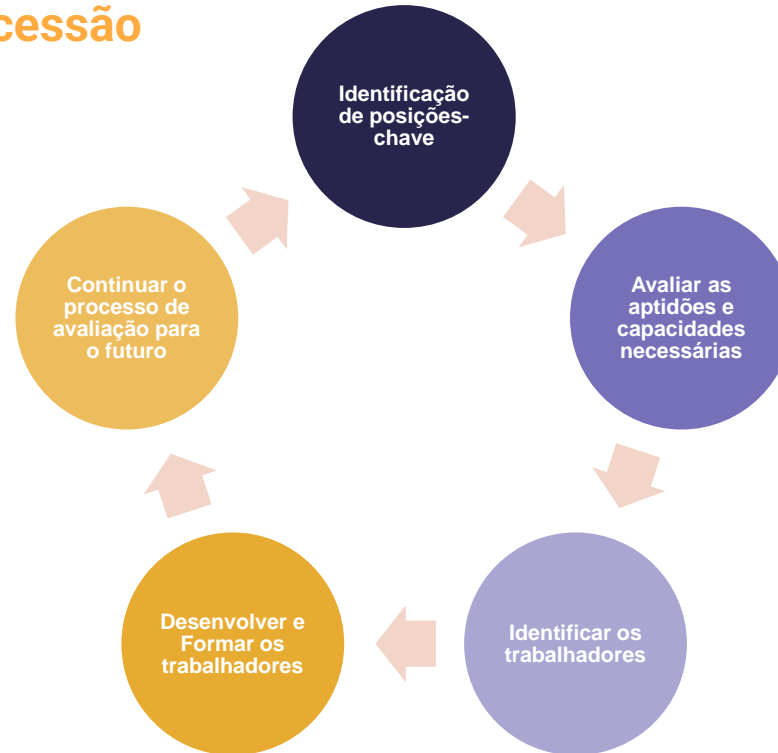 cessão
Identificação
de posições-
chave
Avaliar as
aptidões e
capacidades
necessárias
Identificar os
trabalhadores
Desenvolver e
Formar os
trabalhadores
Continuar o
processo de
avaliação para
o futuro